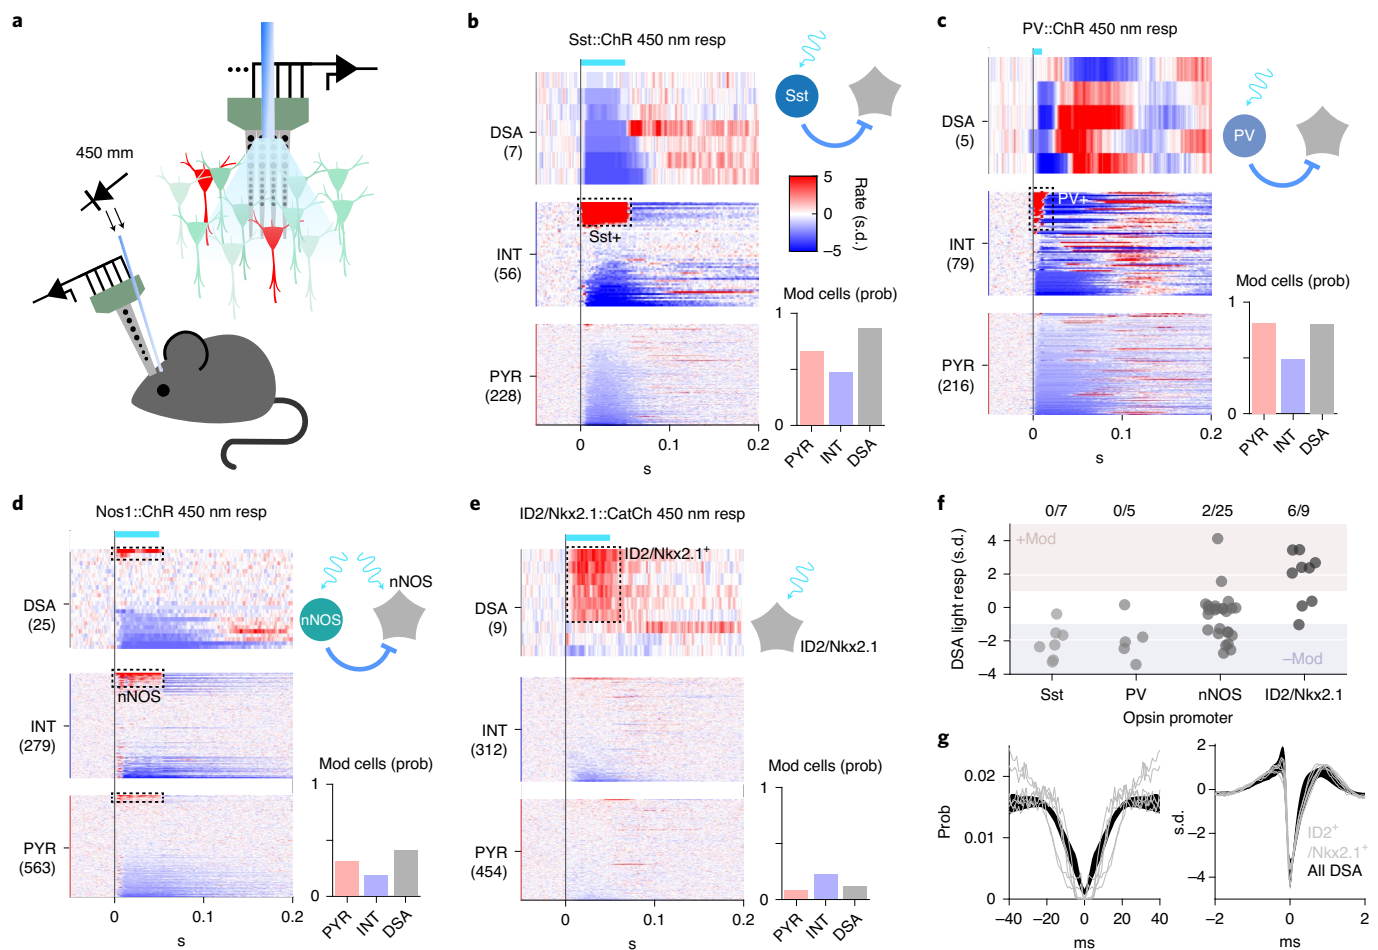 a
450 mm
b
Sst::ChR 450 nm resp
DSA
(7)
Sst
5
0
−5
Rate (s.d.)
Sst+
INT
(56)
PYR
(228)
0
0.1
0.2
s
Mod cells (prob)
1
0
PYR
INT
DSA
c
PV::ChR 450 nm resp
DSA
(5)
PV
PV+
INT
(79)
PYR
(216)
0
0.1
0.2
s
Mod cells (prob)
1
0
PYR
INT
DSA
d
Nos1::ChR 450 nm resp
DSA
(25)
nNOS
nNOS
nNOS
INT
(279)
PYR
(563)
0
0.1
0.2
s
Mod cells (prob)
1
0
PYR
INT
DSA
e
ID2/Nkx2.1::CatCh 450 nm resp
ID2/Nkx2.1⁺
DSA
(9)
ID2/Nkx2.1
INT
(312)
PYR
(454)
0
0.1
0.2
s
Mod cells (prob)
1
0
PYR
INT
DSA
f
0/7
0/5
2/25
6/9
+Mod
−Mod
DSA light resp (s.d.)
4
2
0
−2
−4
Sst
PV
nNOS
ID2/Nkx2.1
Opsin promoter
g
Prob
0.02
0.01
0
−40
−20
0
20
40
ms
s.d.
2
0
−2
−4
ID2⁺
/Nkx2.1⁺
All DSA
−2
0
2
ms